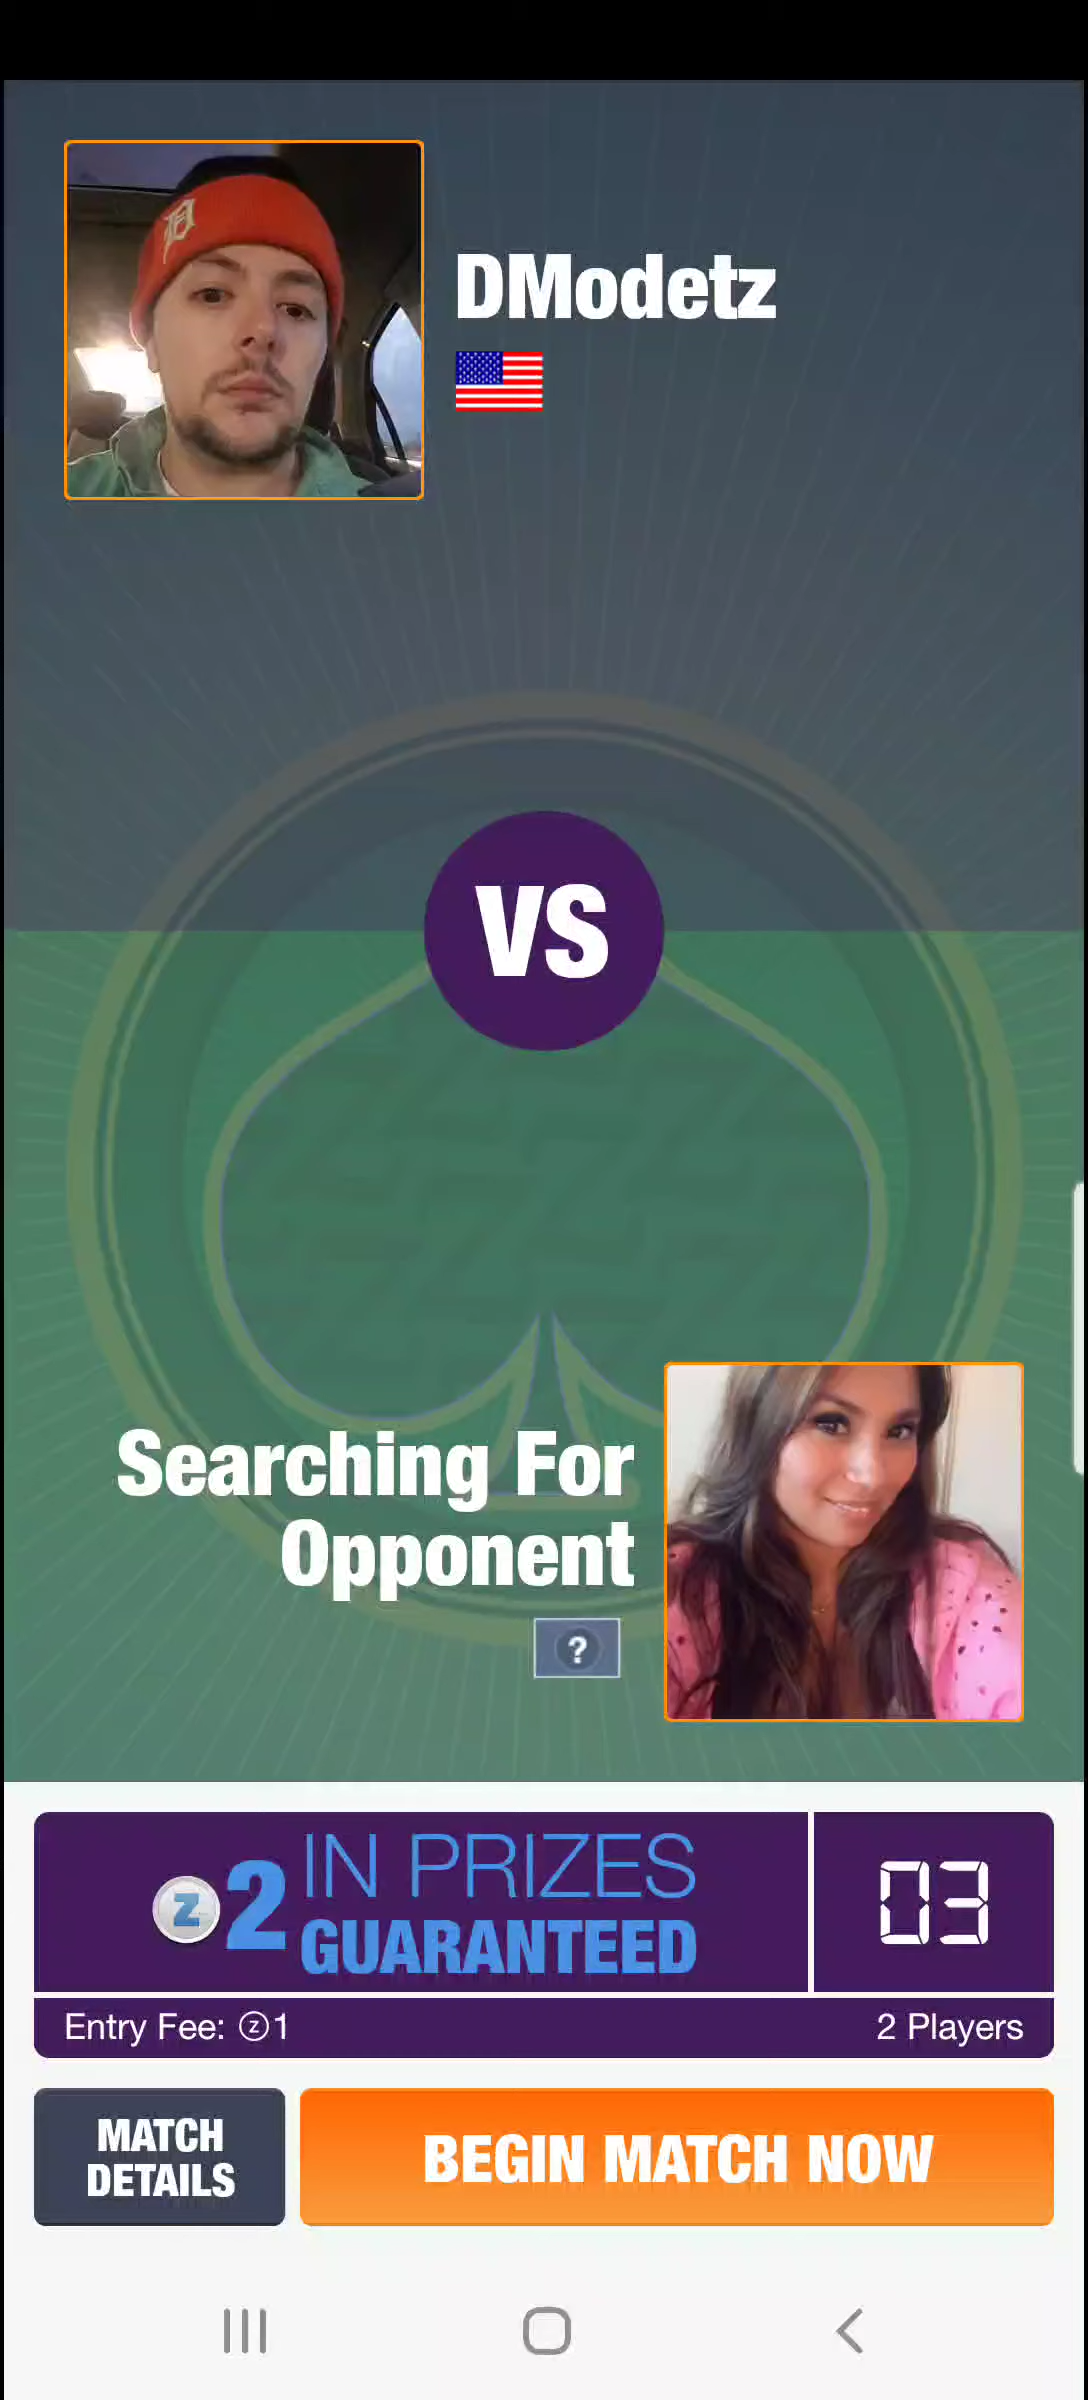 D
DModetz
VS
Searching For
Opponent
?
z 2 IN PRIZES
GUARANTEED
03
Entry Fee: ⓩ1
2 Players
MATCH
DETAILS
BEGIN MATCH NOW